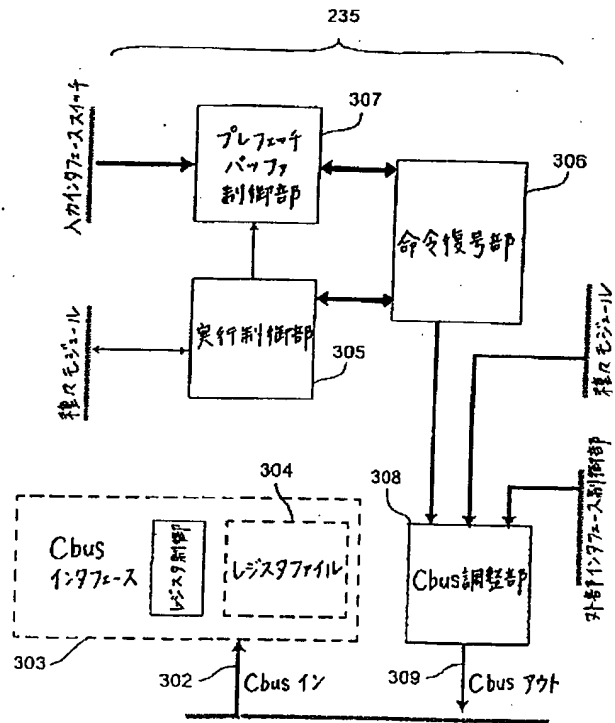 235
307
プレフェッチ
バッファ
制御部
入力インタフェーススイッチ
306
命令復号部
実行制御部
305
種々モジュール
種々モジュール
外部インタフェース制御部
304
308
Cbus
インタフェース
レジスタ制御
レジスタファイル
Cbus調整部
303
302
Cbus イン
309
Cbus アウト